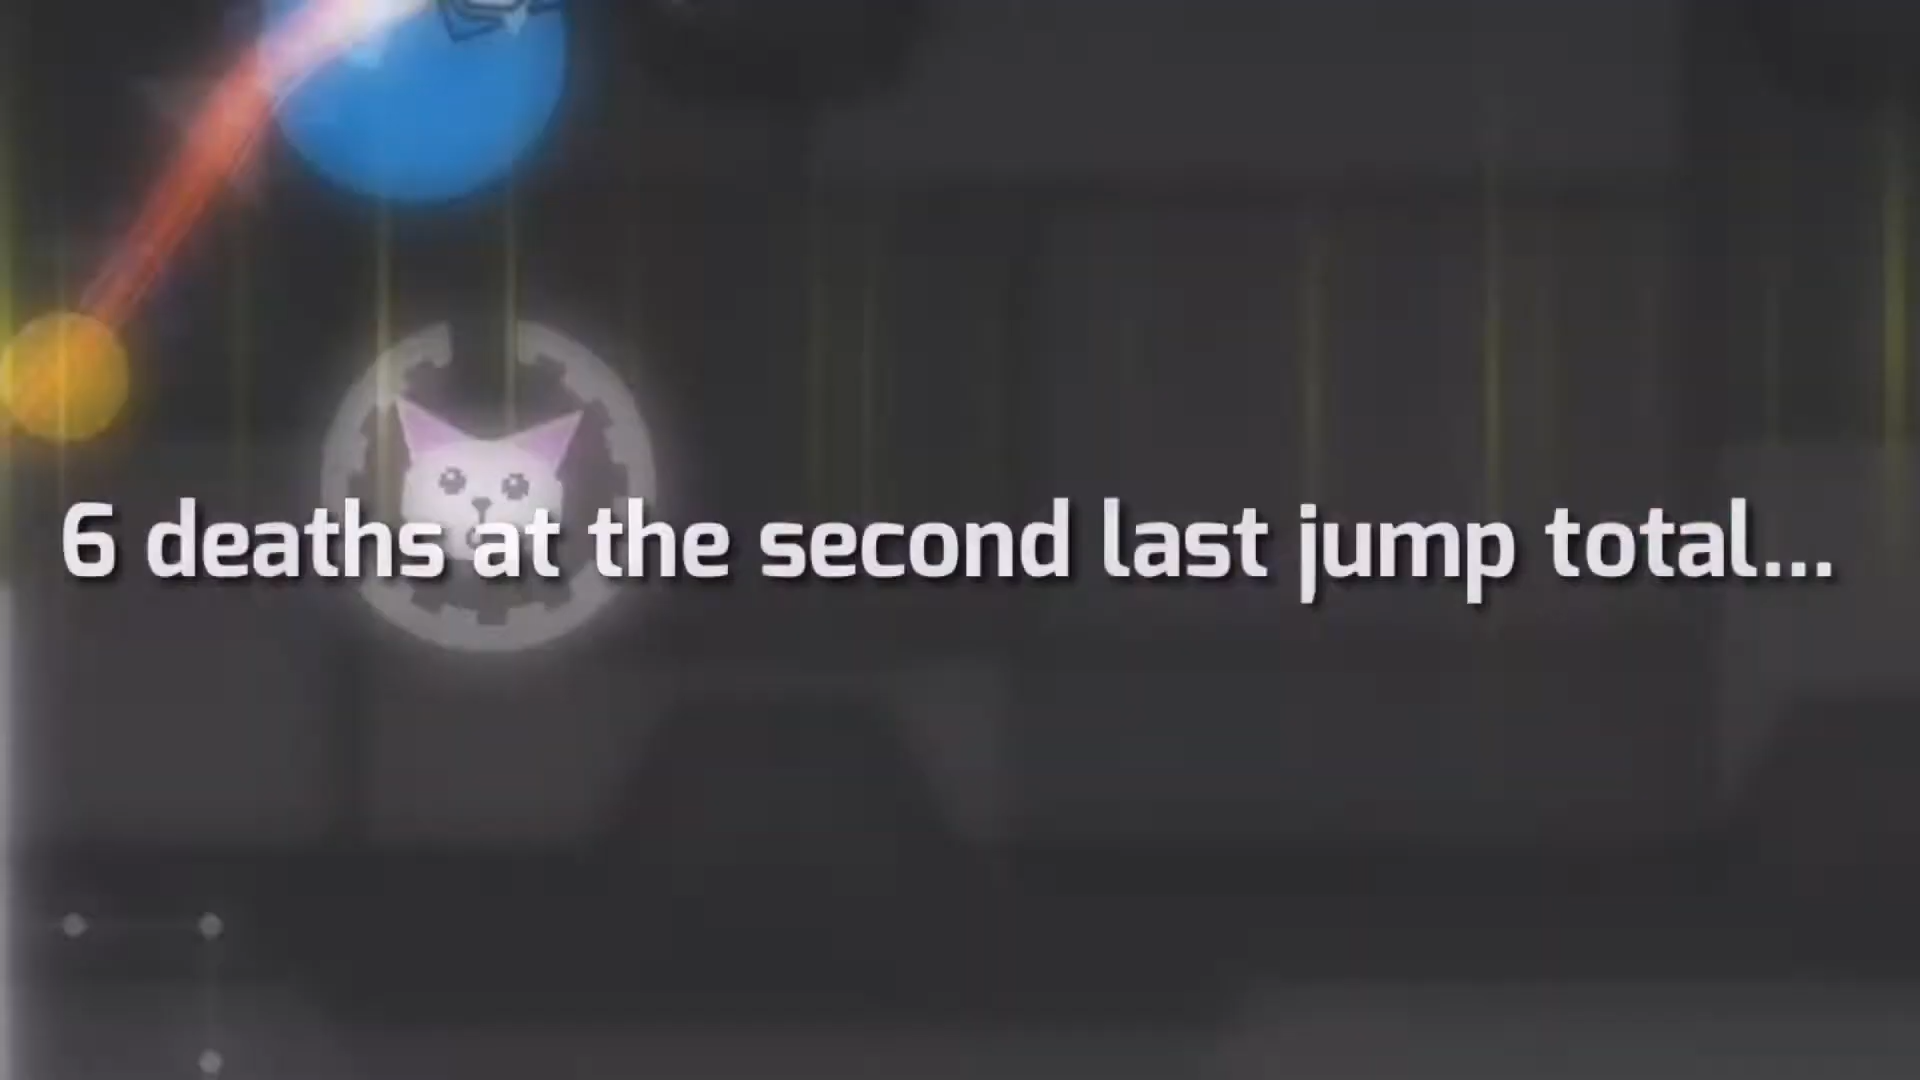 6 deaths at the second last jump total...